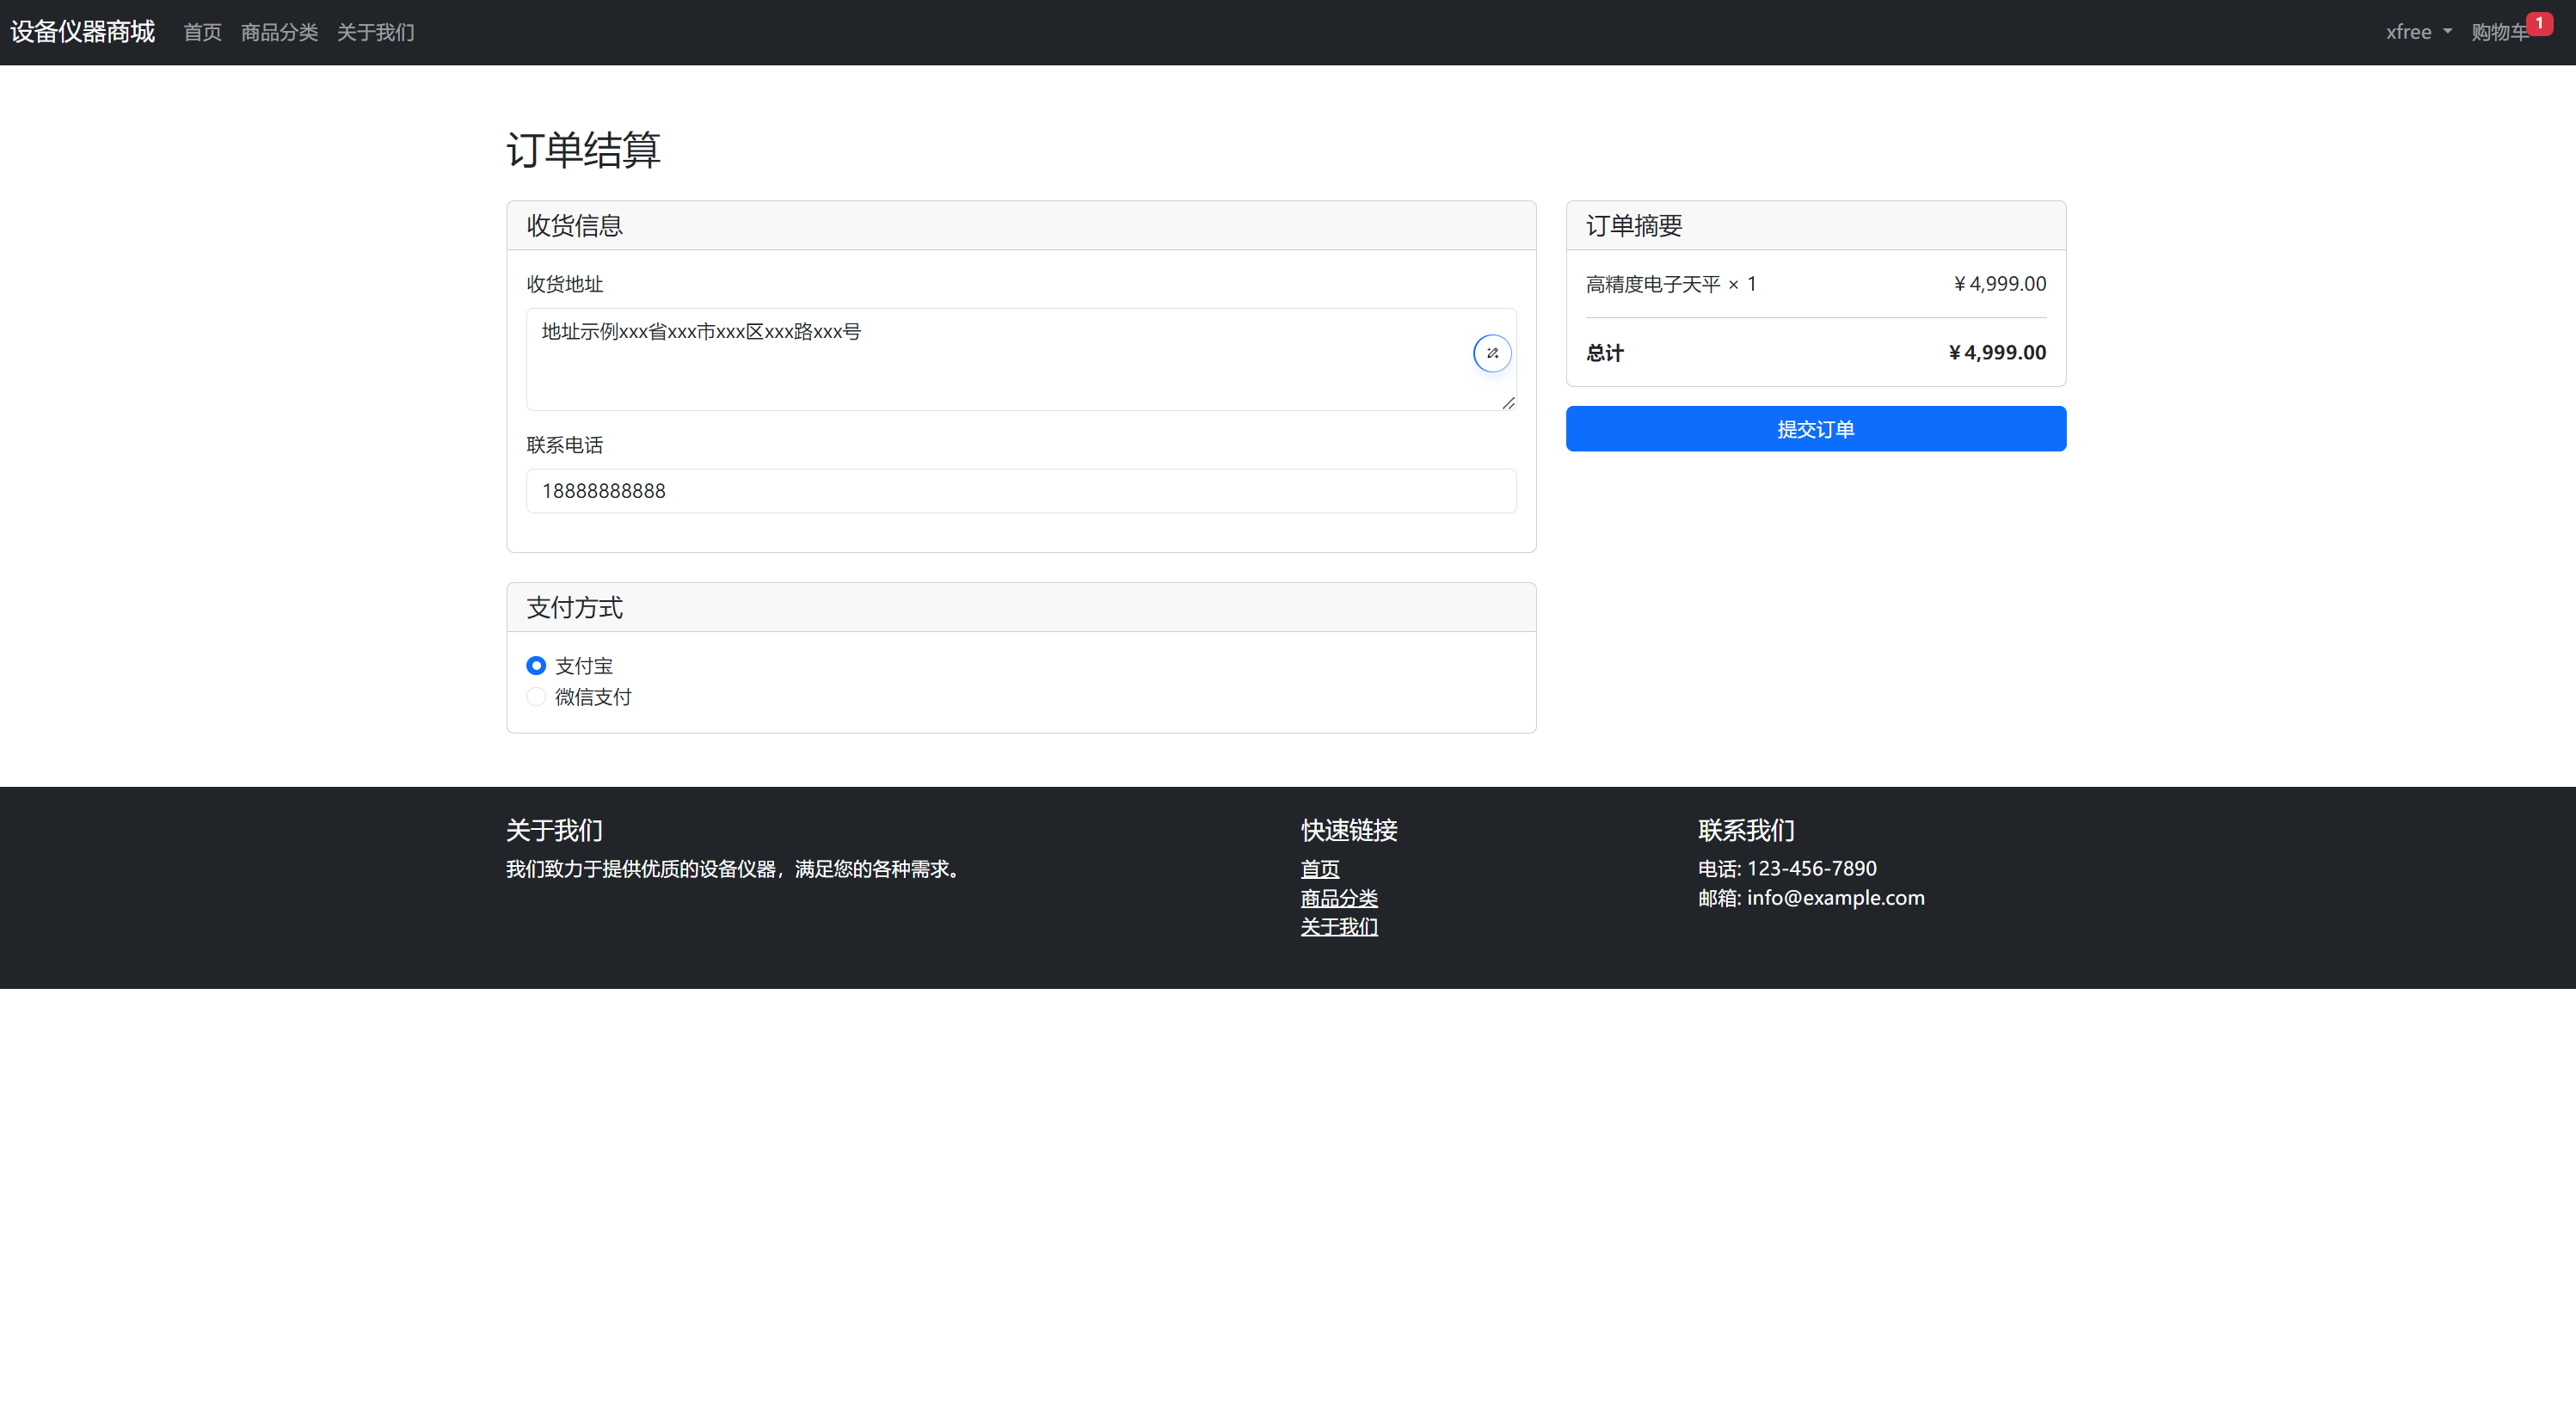 设备仪器商城 首页 商品分类 关于我们 xfree 购物车 1
订单结算
收货信息
收货地址
地址示例xxx省xxx市xxx区xxx路xxx号
联系电话
18888888888
支付方式
支付宝
微信支付
订单摘要
高精度电子天平 × 1 ¥4,999.00
总计 ¥4,999.00
提交订单
关于我们
我们致力于提供优质的设备仪器，满足您的各种需求。
快速链接
首页
商品分类
关于我们
联系我们
电话: 123-456-7890
邮箱: info@example.com